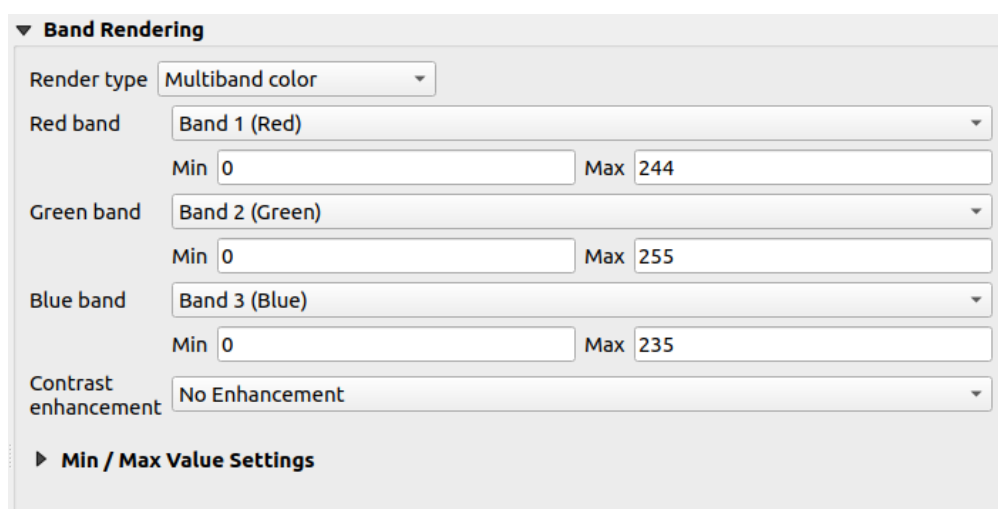 Band Rendering
Render type Multiband color
Red band Band 1 (Red)
Min 0 Max 244
Green band Band 2 (Green)
Min 0 Max 255
Blue band Band 3 (Blue)
Min 0 Max 235
Contrast
enhancement No Enhancement
Min / Max Value Settings